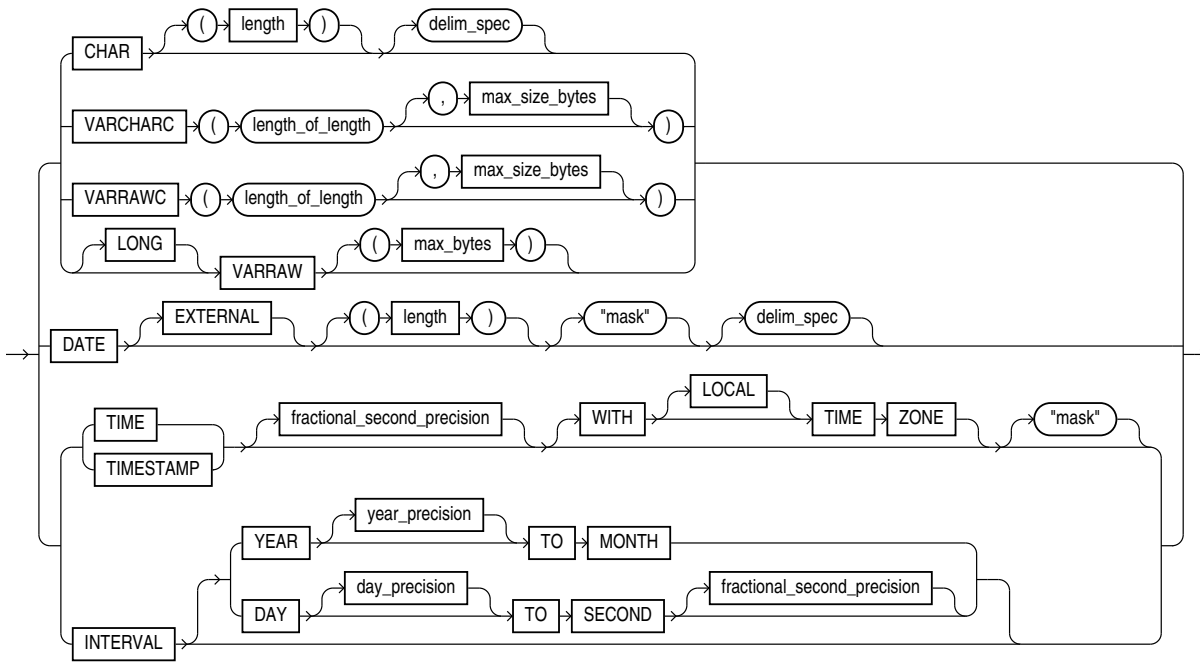 ( length ) delim_spec
CHAR
, max_size_bytes
VARCHARC ( length_of_length )
, max_size_bytes
VARRAWC ( length_of_length )
LONG ( max_bytes )
VARRAW
EXTERNAL ( length ) "mask" delim_spec
DATE
LOCAL
TIME fractional_second_precision WITH TIME ZONE "mask"
TIMESTAMP
year_precision
YEAR TO MONTH
day_precision fractional_second_precision
DAY TO SECOND
INTERVAL